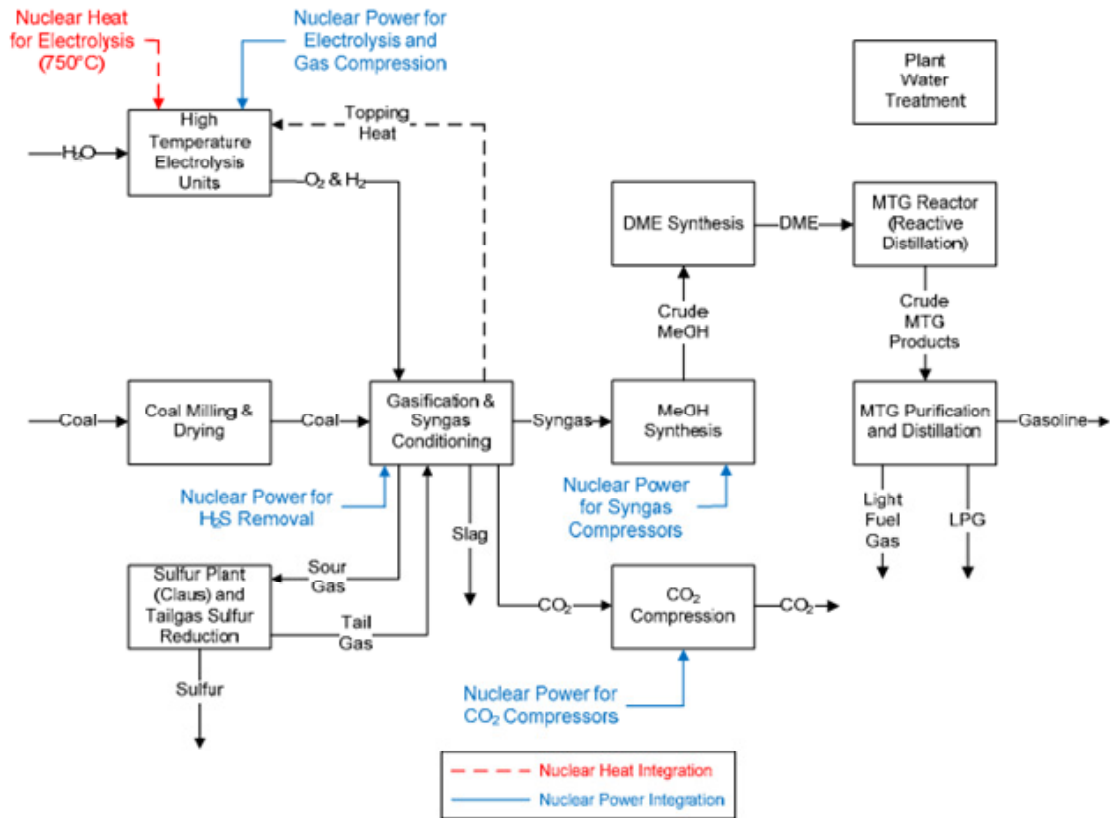 Nuclear Heat
for Electrolysis
(750°C)
Nuclear Power for
Electrolysis and
Gas Compression
Plant
Water
Treatment
High
Temperature
Electrolysis
Units
Topping
Heat
H₂O
O₂ & H₂
DME Synthesis
DME
MTG Reactor
(Reactive
Distillation)
Crude
MeOH
Crude
MTG
Products
Coal
Coal Milling &
Drying
Coal
Gasification &
Syngas
Conditioning
Syngas
MeOH
Synthesis
MTG Purification
and Distillation
Gasoline
Nuclear Power for
H₂S Removal
Nuclear Power
for Syngas
Compressors
Slag
Light
Fuel
Gas
LPG
Sulfur Plant
(Claus) and
Tailgas Sulfur
Reduction
Sour
Gas
Tail
Gas
CO₂
CO₂
Compression
CO₂
Sulfur
Nuclear Power for
CO₂ Compressors
Nuclear Heat Integration
Nuclear Power Integration